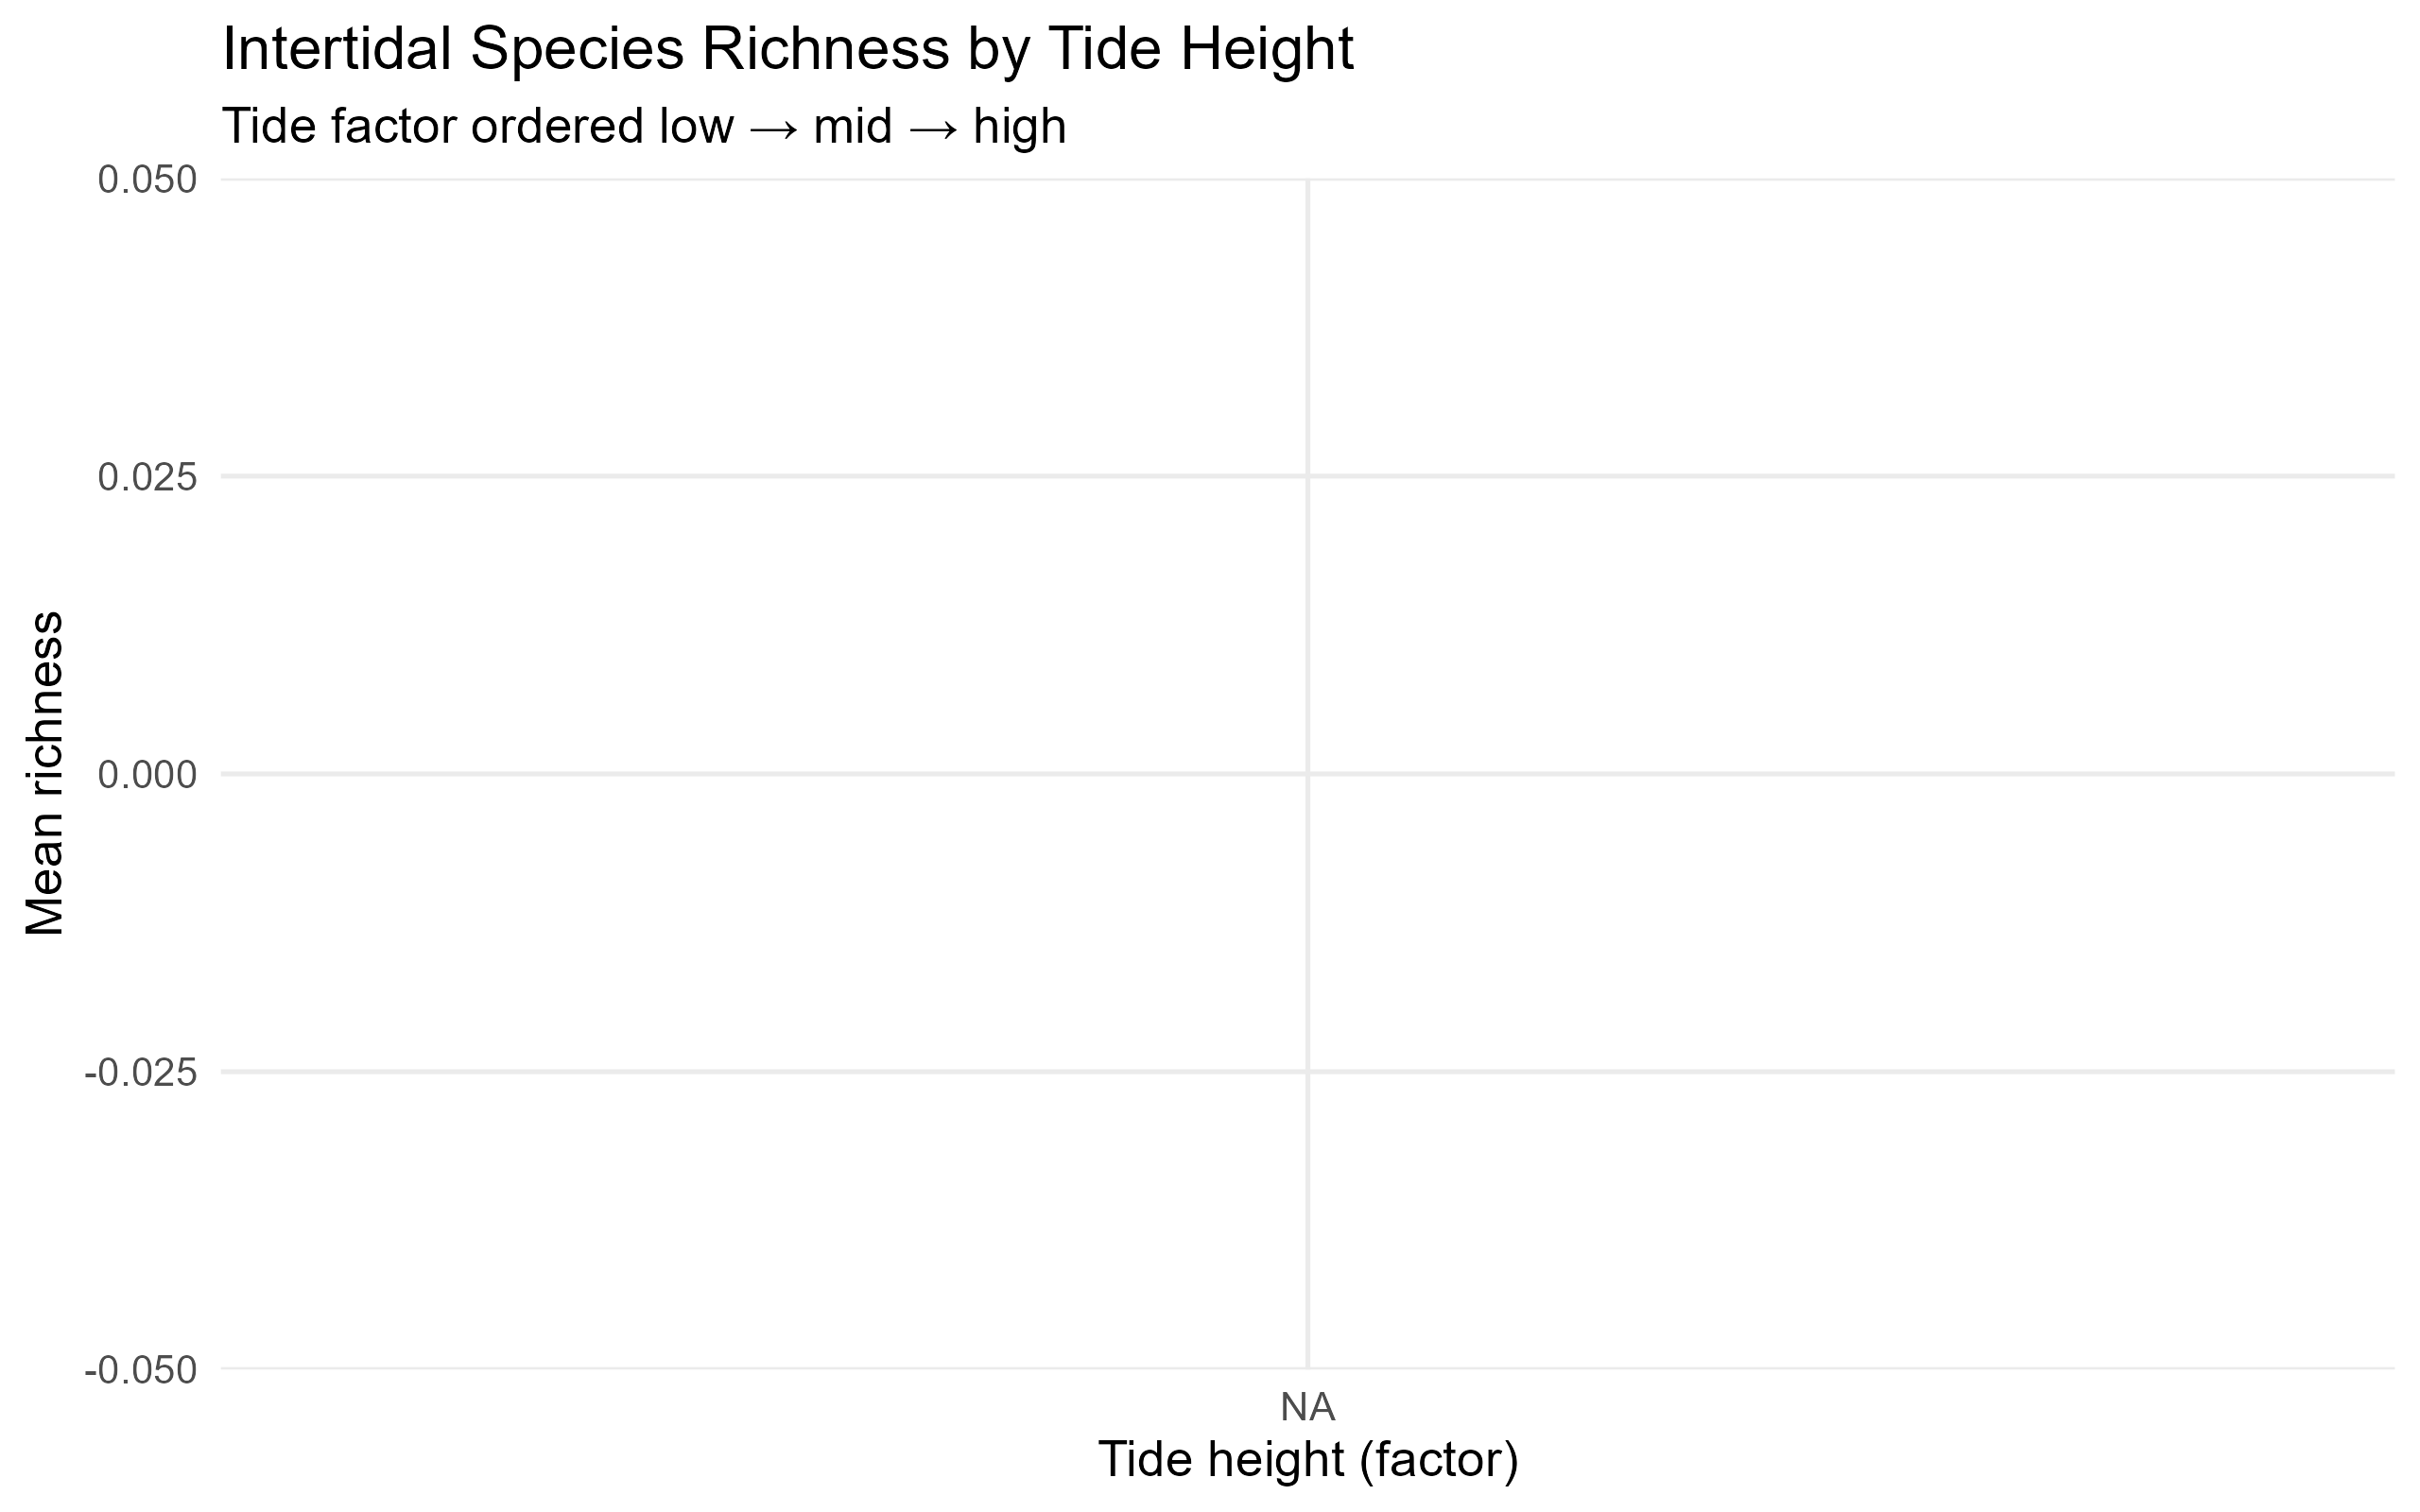 Intertidal Species Richness by Tide Height
Tide factor ordered low → mid → high
0.050
0.025
0.000
-0.025
-0.050
Mean richness
NA
Tide height (factor)